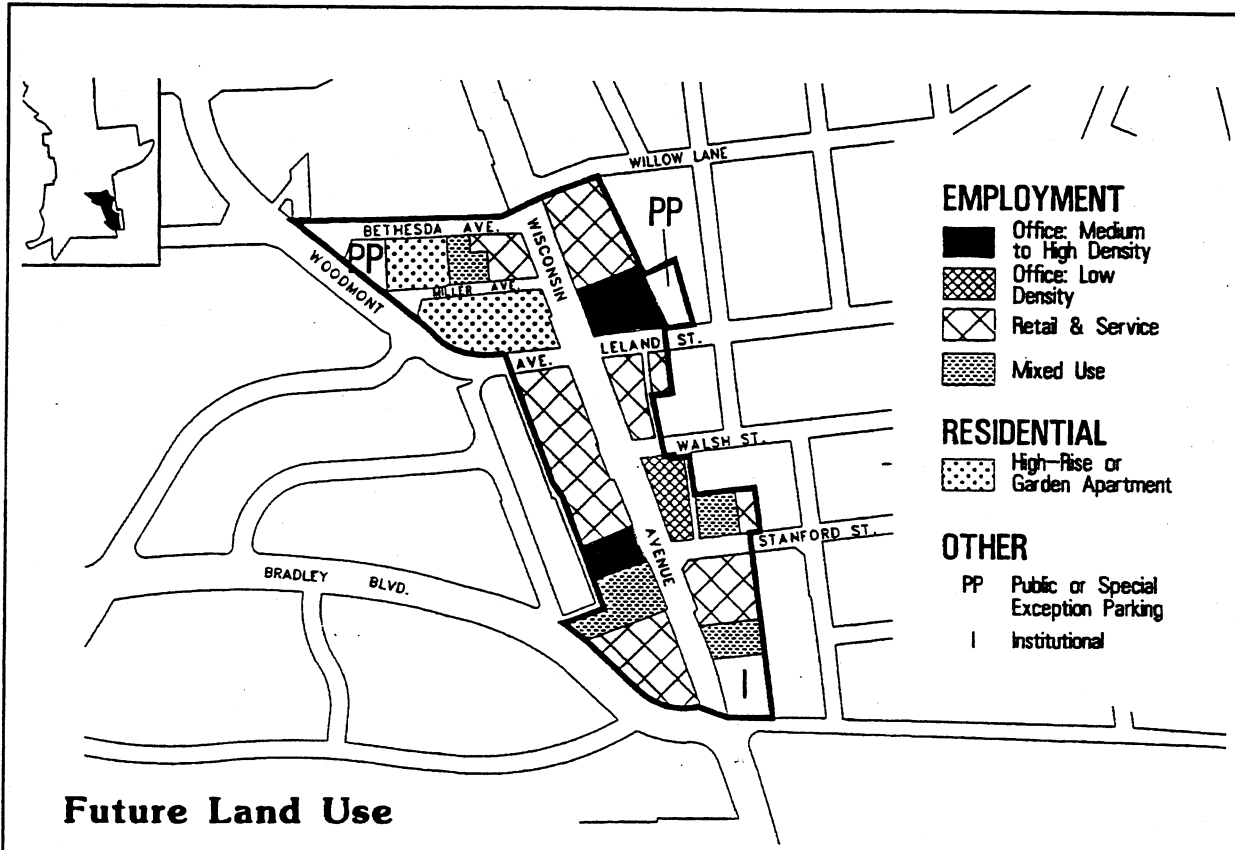 WILLOW LANE
PP
BETHESDA AVE.
PP
WISCONSIN
WOODMONT
MILLER AVE.
LELAND ST.
AVE.
WALSH ST.
AVENUE
STANFORD ST.
BRADLEY BLVD.
I
EMPLOYMENT
Office: Medium
to High Density
Office: Low
Density
Retail & Service
Mixed Use
RESIDENTIAL
High-Rise or
Garden Apartment
OTHER
PP Public or Special
Exception Parking
I Institutional
Future Land Use